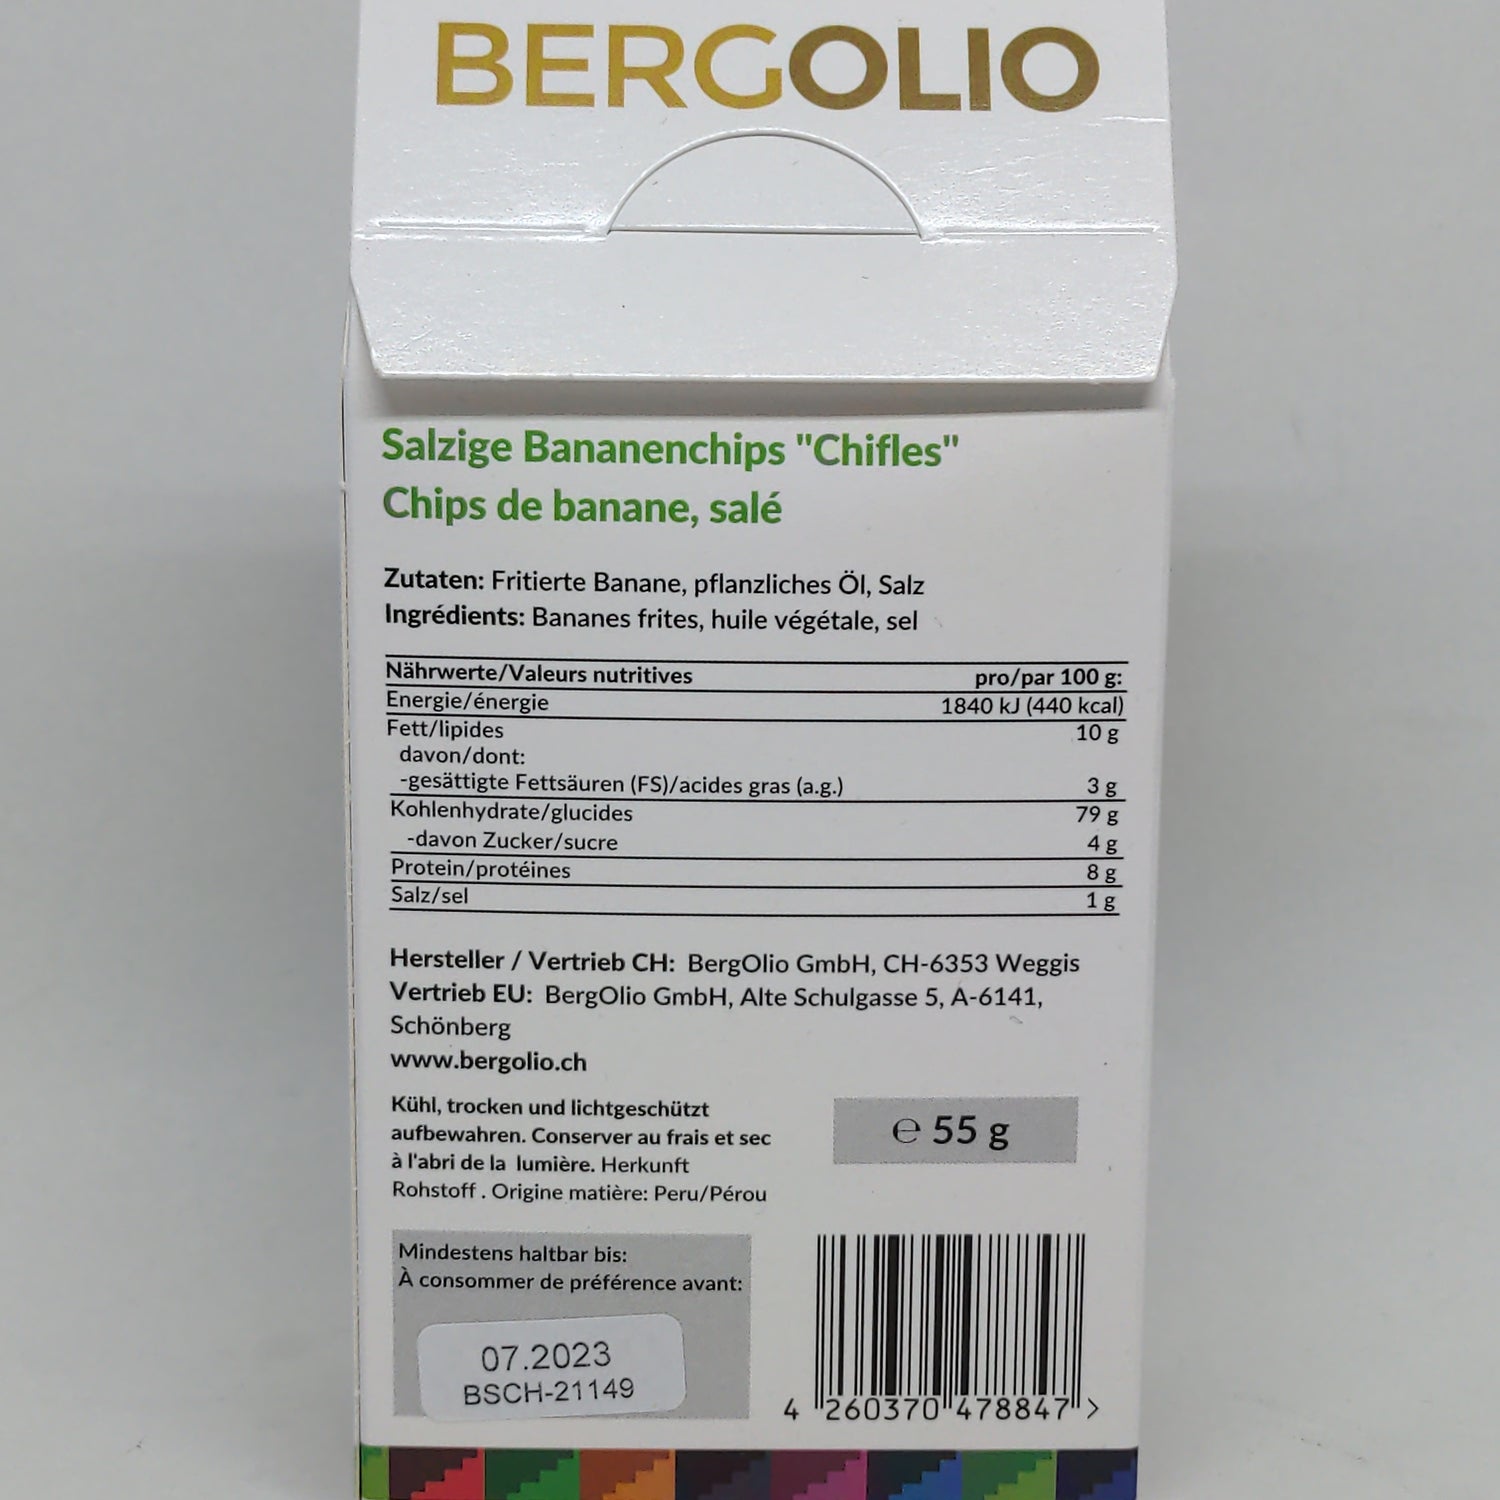 BERGOLIO
Salzige Bananenchips "Chifles"
Chips de banane, salé
Zutaten: Fritierte Banane, pflanzliches Öl, Salz
Ingrédients: Bananes frites, huile végétale, sel
Nährwerte/Valeurs nutritives pro/par 100 g:
Energie/énergie 1840 kJ (440 kcal)
Fett/lipides 10 g
davon/dont:
-gesättigte Fettsäuren (FS)/acides gras (a.g.) 3 g
Kohlenhydrate/glucides 79 g
-davon Zucker/sucre 4 g
Protein/protéines 8 g
Salz/sel 1 g
Hersteller / Vertrieb CH: BergOlio GmbH, CH-6353 Weggis
Vertrieb EU: BergOlio GmbH, Alte Schulgasse 5, A-6141,
Schönberg
www.bergolio.ch
Kühl, trocken und lichtgeschützt
aufbewahren. Conserver au frais et sec
à l'abri de la lumière. Herkunft
Rohstoff . Origine matière: Peru/Pérou
℮ 55 g
Mindestens haltbar bis:
À consommer de préférence avant:
07.2023
BSCH-21149
4 260370 478847 >